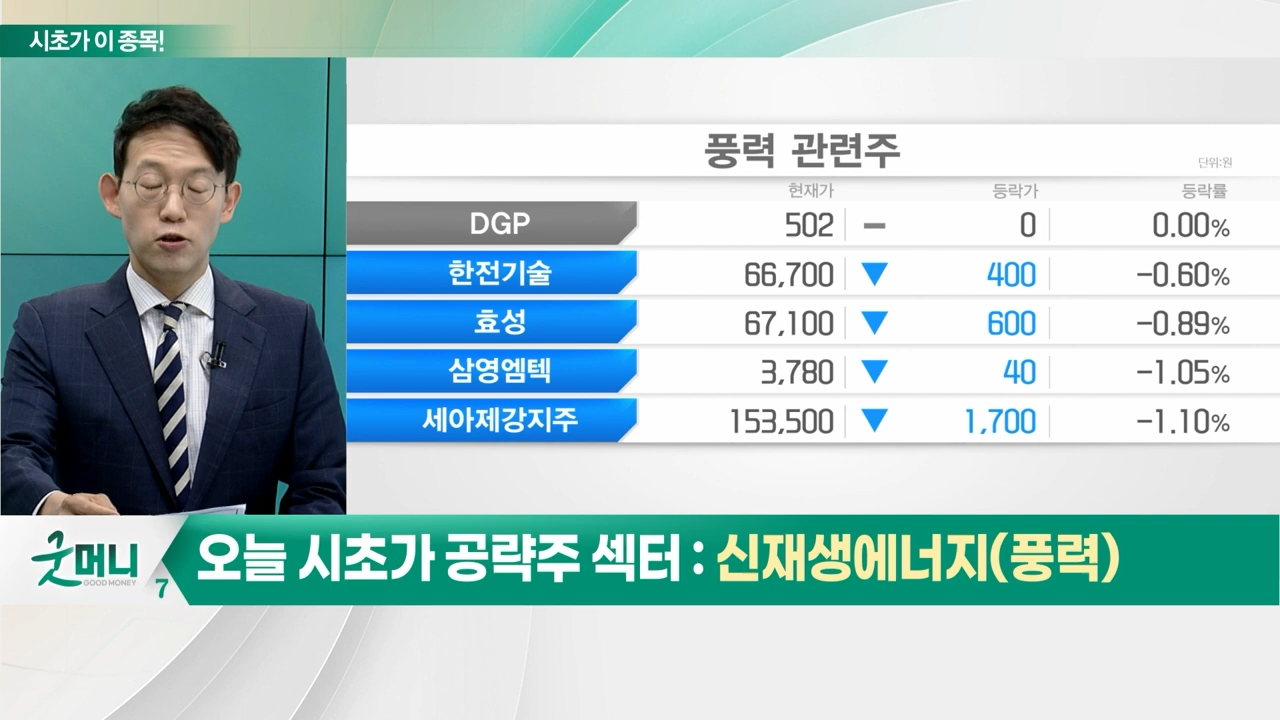 시초가 이 종목!
풍력 관련주
단위:원
현재가 등락가 등락률
DGP 502 - 0 0.00%
한전기술 66,700 ▼ 400 -0.60%
효성 67,100 ▼ 600 -0.89%
삼영엠텍 3,780 ▼ 40 -1.05%
세아제강지주 153,500 ▼ 1,700 -1.10%
굿머니
GOOD MONEY
7
오늘 시초가 공략주 섹터 : 신재생에너지(풍력)